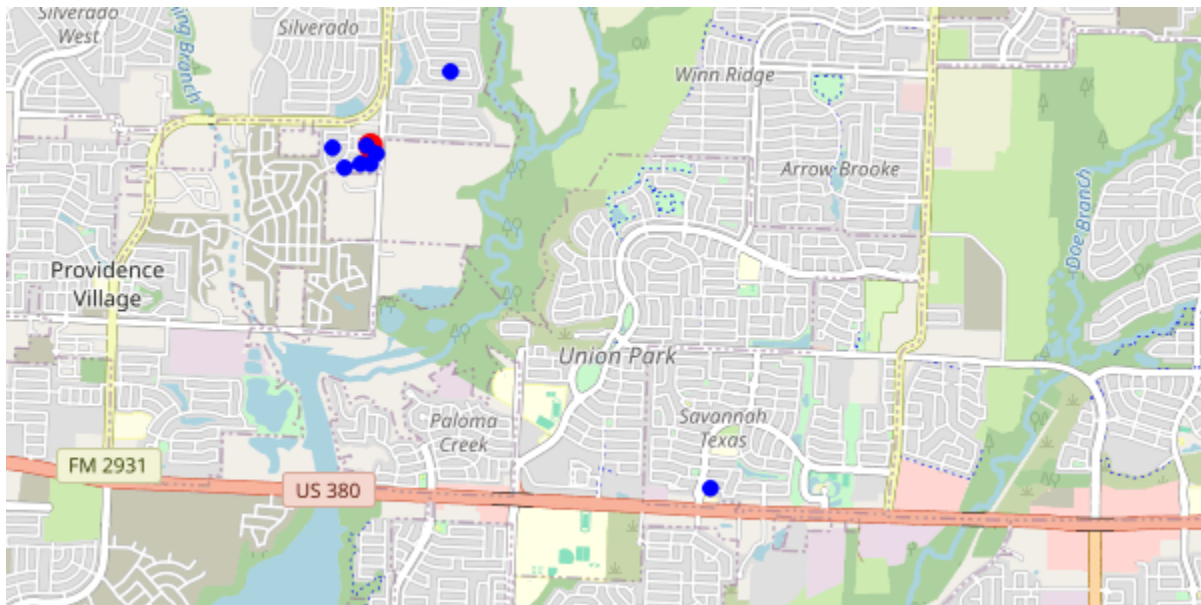 Silverado
West
Silverado
Winn Ridge
Arrow Brooke
Doe Branch
Providence
Village
Union Park
Paloma
Creek
Savannah
Texas
FM 2931
US 380